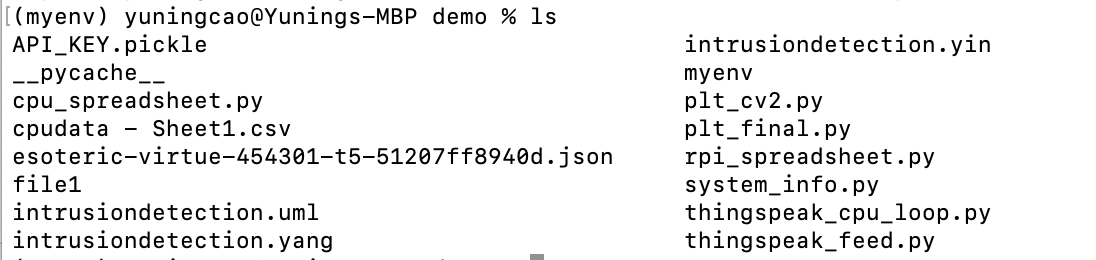 (myenv) yuningcao@Yunings-MBP demo % ls
API_KEY.pickle intrusiondetection.yin
__pycache__ myenv
cpu_spreadsheet.py plt_cv2.py
cpudata - Sheet1.csv plt_final.py
esoteric-virtue-454301-t5-51207ff8940d.json rpi_spreadsheet.py
file1 system_info.py
intrusiondetection.uml thingspeak_cpu_loop.py
intrusiondetection.yang thingspeak_feed.py